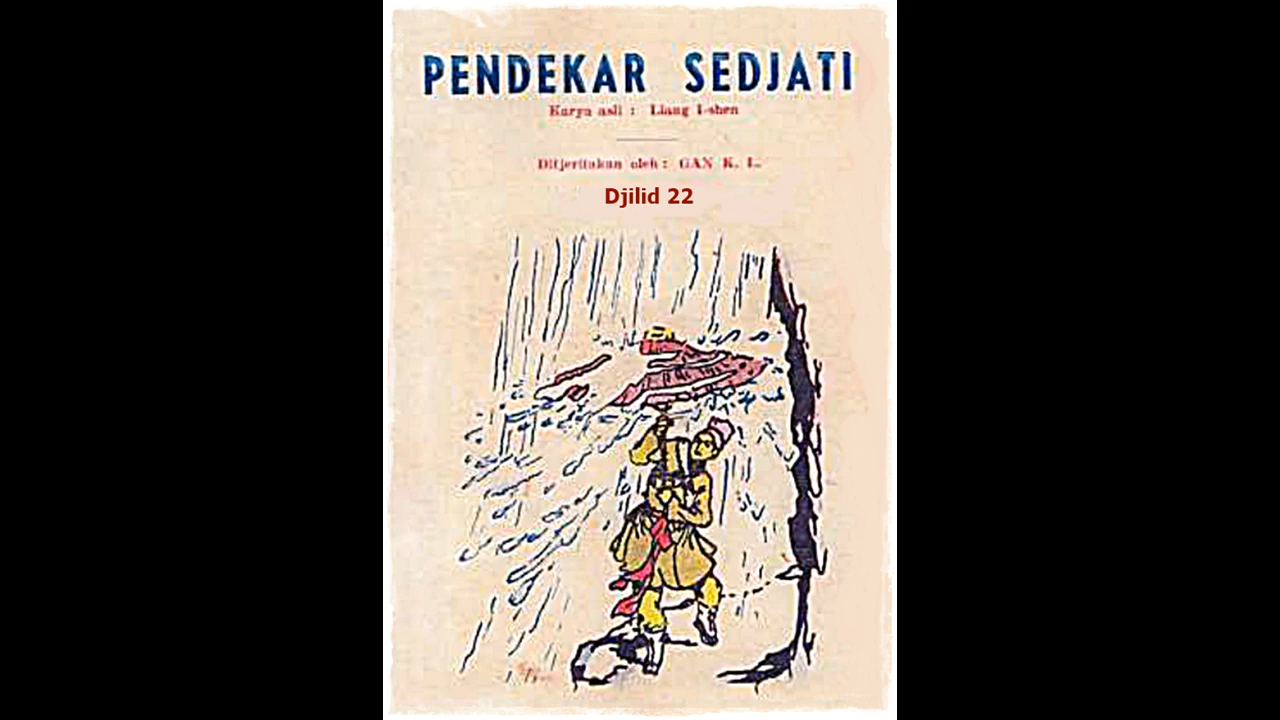 PENDEKAR SEDJATI
Karya asli : Liang I-shen
Ditjeritakan oleh : GAN K. L.
Djilid 22